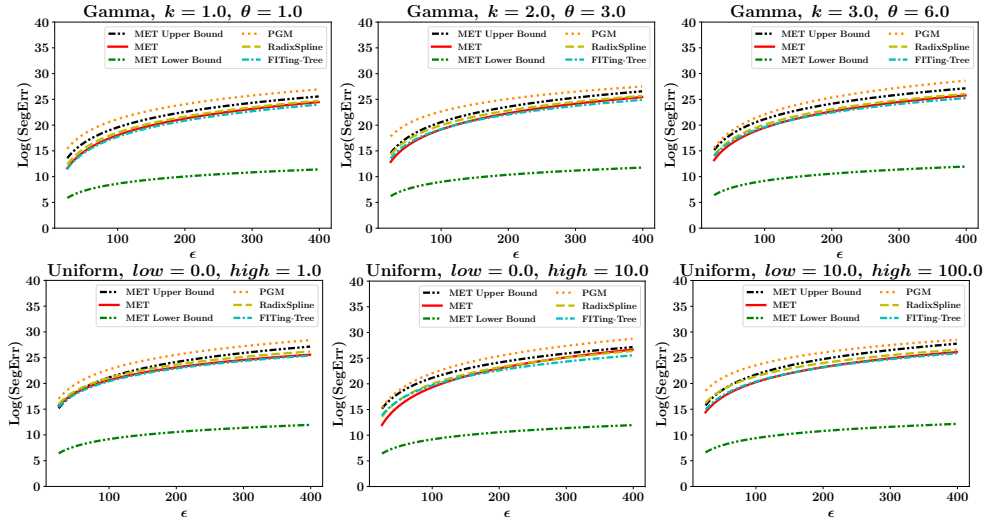 Gamma, k = 1.0, θ = 1.0
Log(SegErr)
40
35
30
25
20
15
10
5
0
MET Upper Bound
MET
MET Lower Bound
PGM
RadixSpline
FITing-Tree
100 200 300 400
ϵ
Gamma, k = 2.0, θ = 3.0
Log(SegErr)
40
35
30
25
20
15
10
5
0
MET Upper Bound
MET
MET Lower Bound
PGM
RadixSpline
FITing-Tree
100 200 300 400
ϵ
Gamma, k = 3.0, θ = 6.0
Log(SegErr)
40
35
30
25
20
15
10
5
0
MET Upper Bound
MET
MET Lower Bound
PGM
RadixSpline
FITing-Tree
100 200 300 400
ϵ
Uniform, low = 0.0, high = 1.0
Log(SegErr)
40
35
30
25
20
15
10
5
0
MET Upper Bound
MET
MET Lower Bound
PGM
RadixSpline
FITing-Tree
100 200 300 400
ϵ
Uniform, low = 0.0, high = 10.0
Log(SegErr)
40
35
30
25
20
15
10
5
0
MET Upper Bound
MET
MET Lower Bound
PGM
RadixSpline
FITing-Tree
100 200 300 400
ϵ
Uniform, low = 10.0, high = 100.0
Log(SegErr)
40
35
30
25
20
15
10
5
0
MET Upper Bound
MET
MET Lower Bound
PGM
RadixSpline
FITing-Tree
100 200 300 400
ϵ